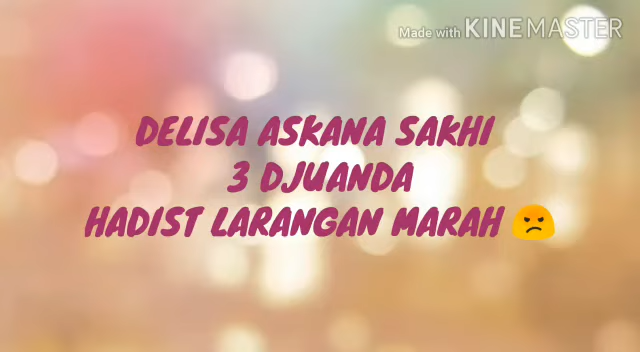 Made with KINEMASTER
DELISA ASKANA SAKHI
3 DJUANDA
HADIST LARANGAN MARAH 😠